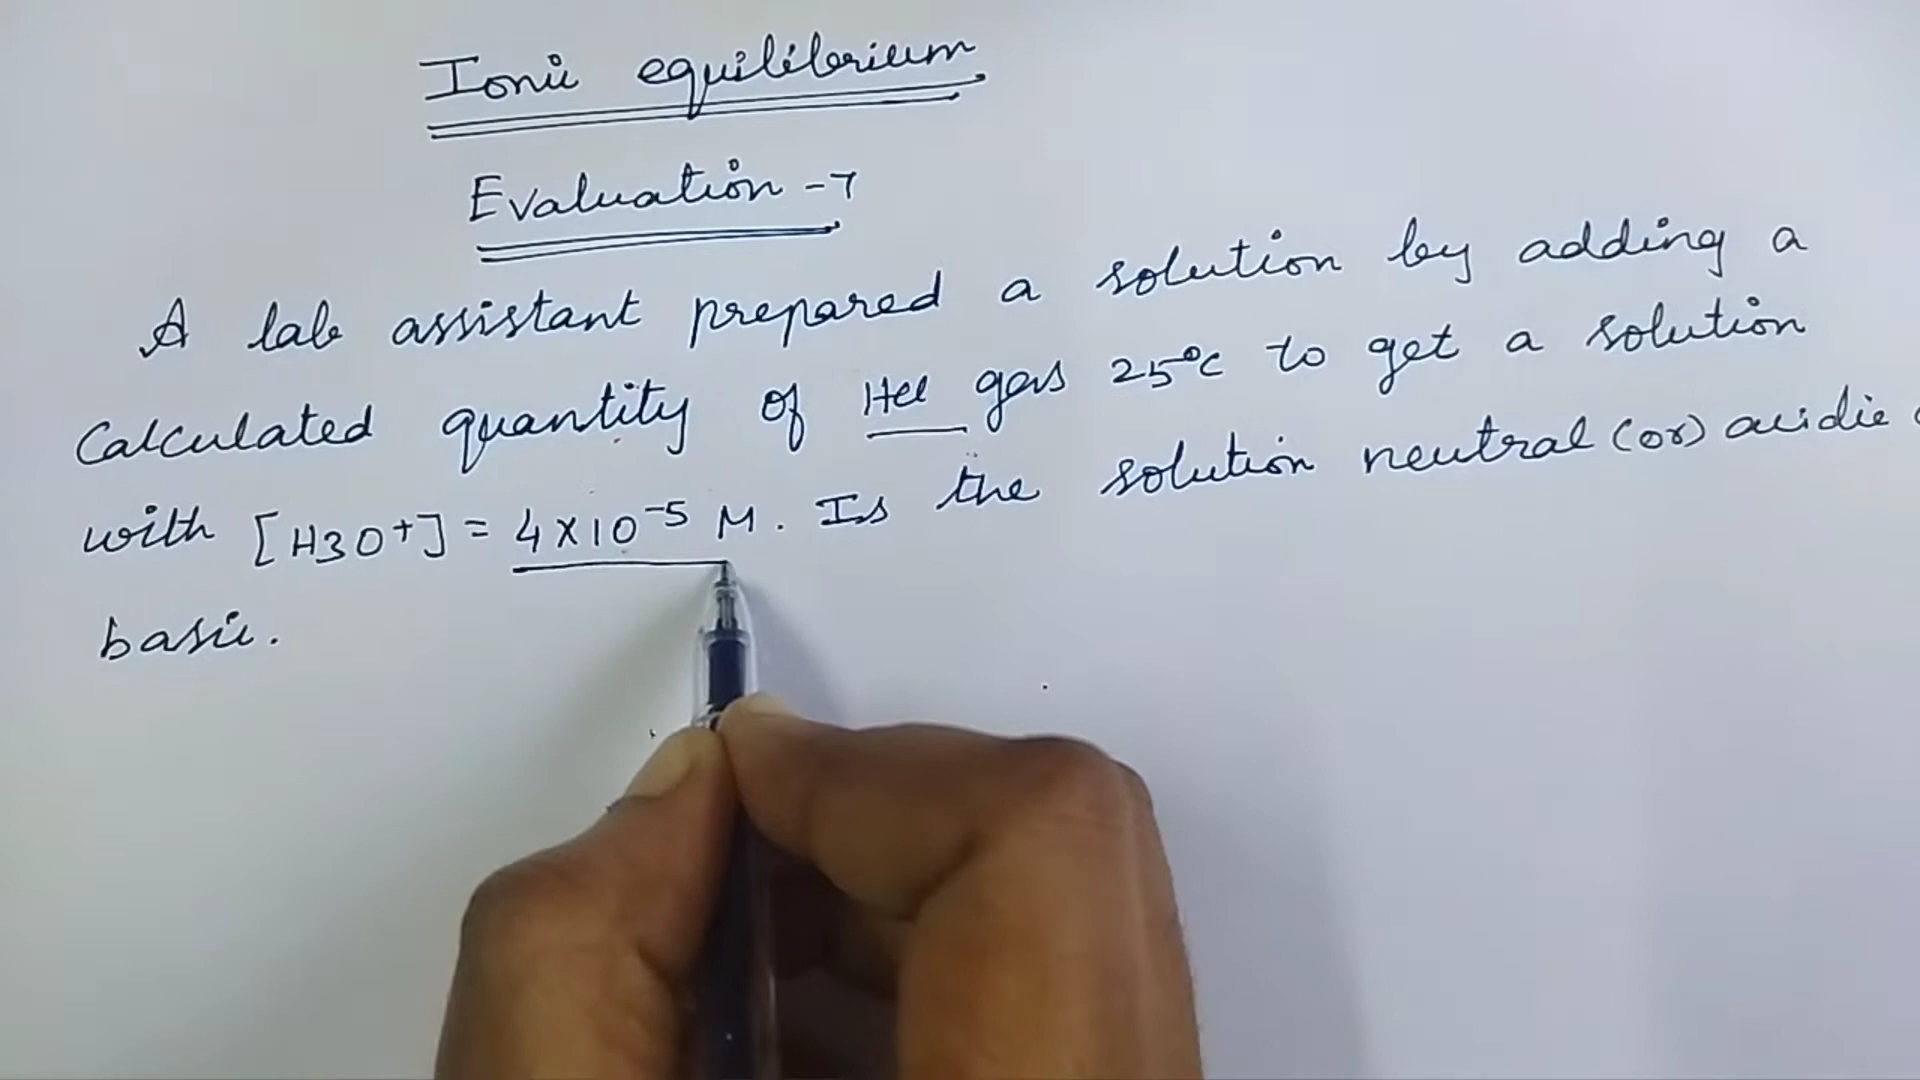 Ionic equilibrium
Evaluation -7
A lab assistant prepared a solution by adding a
Calculated quantity of HCl gas 25°C to get a solution
with [H3O+] = 4×10⁻⁵ M. Is the solution neutral (or) acidic
basic.